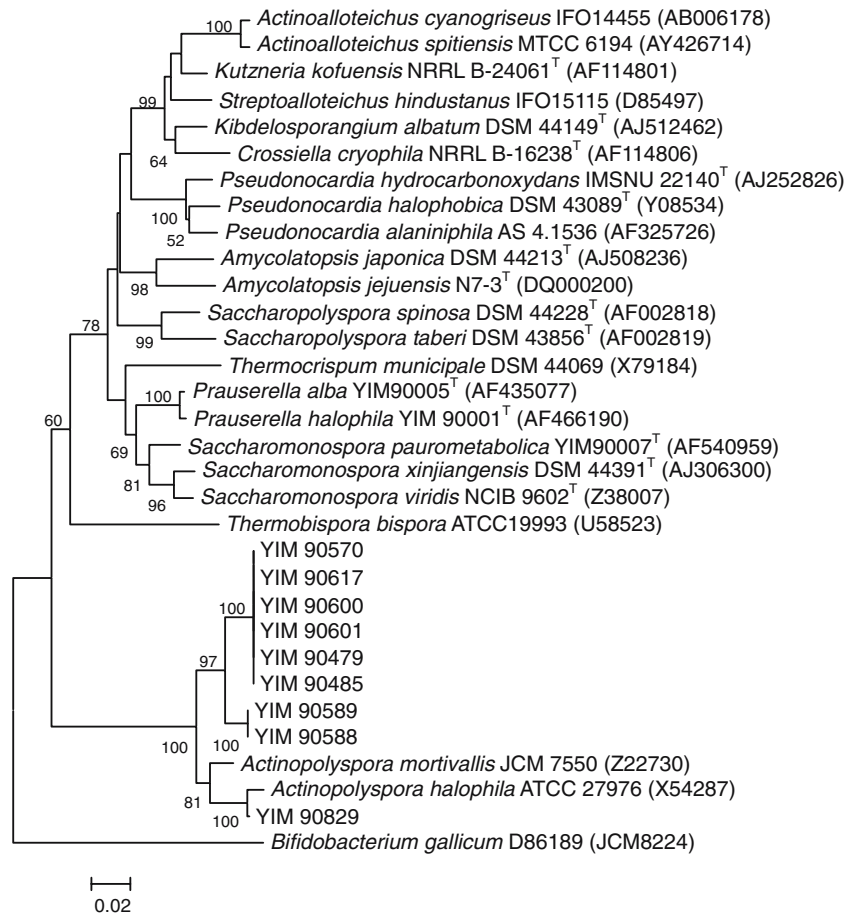 100
Actinoalloteichus cyanogriseus IFO14455 (AB006178)
Actinoalloteichus spitiensis MTCC 6194 (AY426714)
Kutzneria kofuensis NRRL B-24061T (AF114801)
99
Streptoalloteichus hindustanus IFO15115 (D85497)
Kibdelosporangium albatum DSM 44149T (AJ512462)
64
Crossiella cryophila NRRL B-16238T (AF114806)
Pseudonocardia hydrocarbonoxydans IMSNU 22140T (AJ252826)
100
Pseudonocardia halophobica DSM 43089T (Y08534)
52
Pseudonocardia alaniniphila AS 4.1536 (AF325726)
Amycolatopsis japonica DSM 44213T (AJ508236)
98
Amycolatopsis jejuensis N7-3T (DQ000200)
Saccharopolyspora spinosa DSM 44228T (AF002818)
78
99
Saccharopolyspora taberi DSM 43856T (AF002819)
Thermocrispum municipale DSM 44069 (X79184)
100
Prauserella alba YIM90005T (AF435077)
Prauserella halophila YIM 90001T (AF466190)
60
69
Saccharomonospora paurometabolica YIM90007T (AF540959)
81
Saccharomonospora xinjiangensis DSM 44391T (AJ306300)
96
Saccharomonospora viridis NCIB 9602T (Z38007)
Thermobispora bispora ATCC19993 (U58523)
YIM 90570
YIM 90617
100
YIM 90600
YIM 90601
97
YIM 90479
YIM 90485
YIM 90589
100
100
YIM 90588
Actinopolyspora mortivallis JCM 7550 (Z22730)
81
Actinopolyspora halophila ATCC 27976 (X54287)
100
YIM 90829
Bifidobacterium gallicum D86189 (JCM8224)
0.02